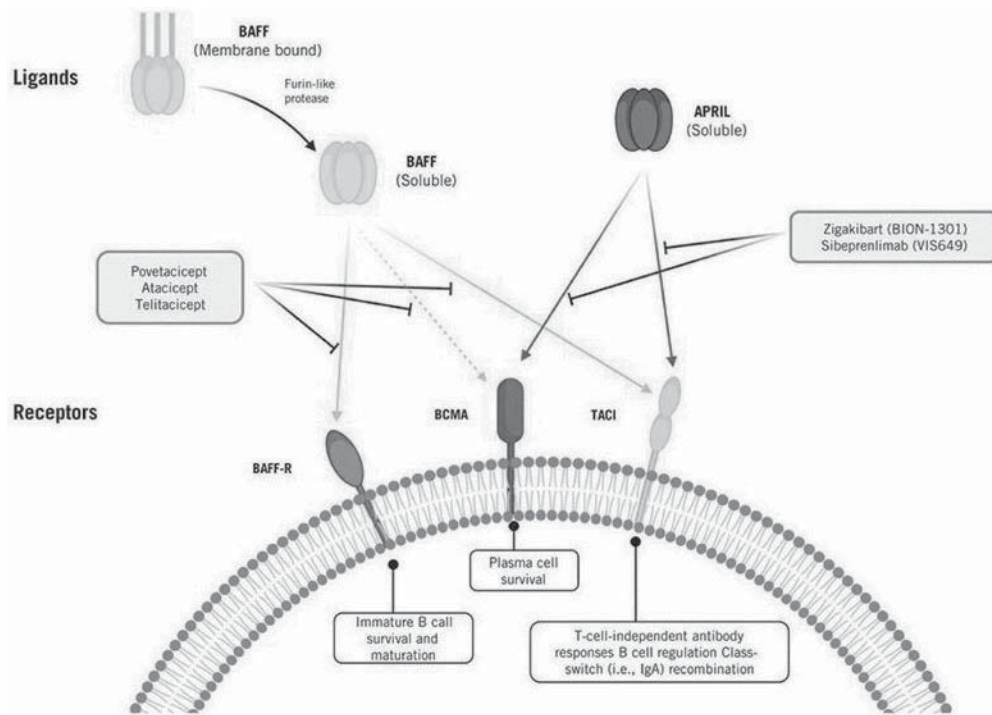 BAFF
(Membrane bound)
Ligands
Furin-like
protease
APRIL
(Soluble)
BAFF
(Soluble)
Zigakibart (BION-1301)
Sibeprenlimab (VIS649)
Povetacicept
Atacicept
Telitacicept
Receptors
BCMA
TACI
BAFF-R
Plasma cell
survival
Immature B call
survival and
maturation
T-cell-independent antibody
responses B cell regulation Class-
switch (i.e., IgA) recombination